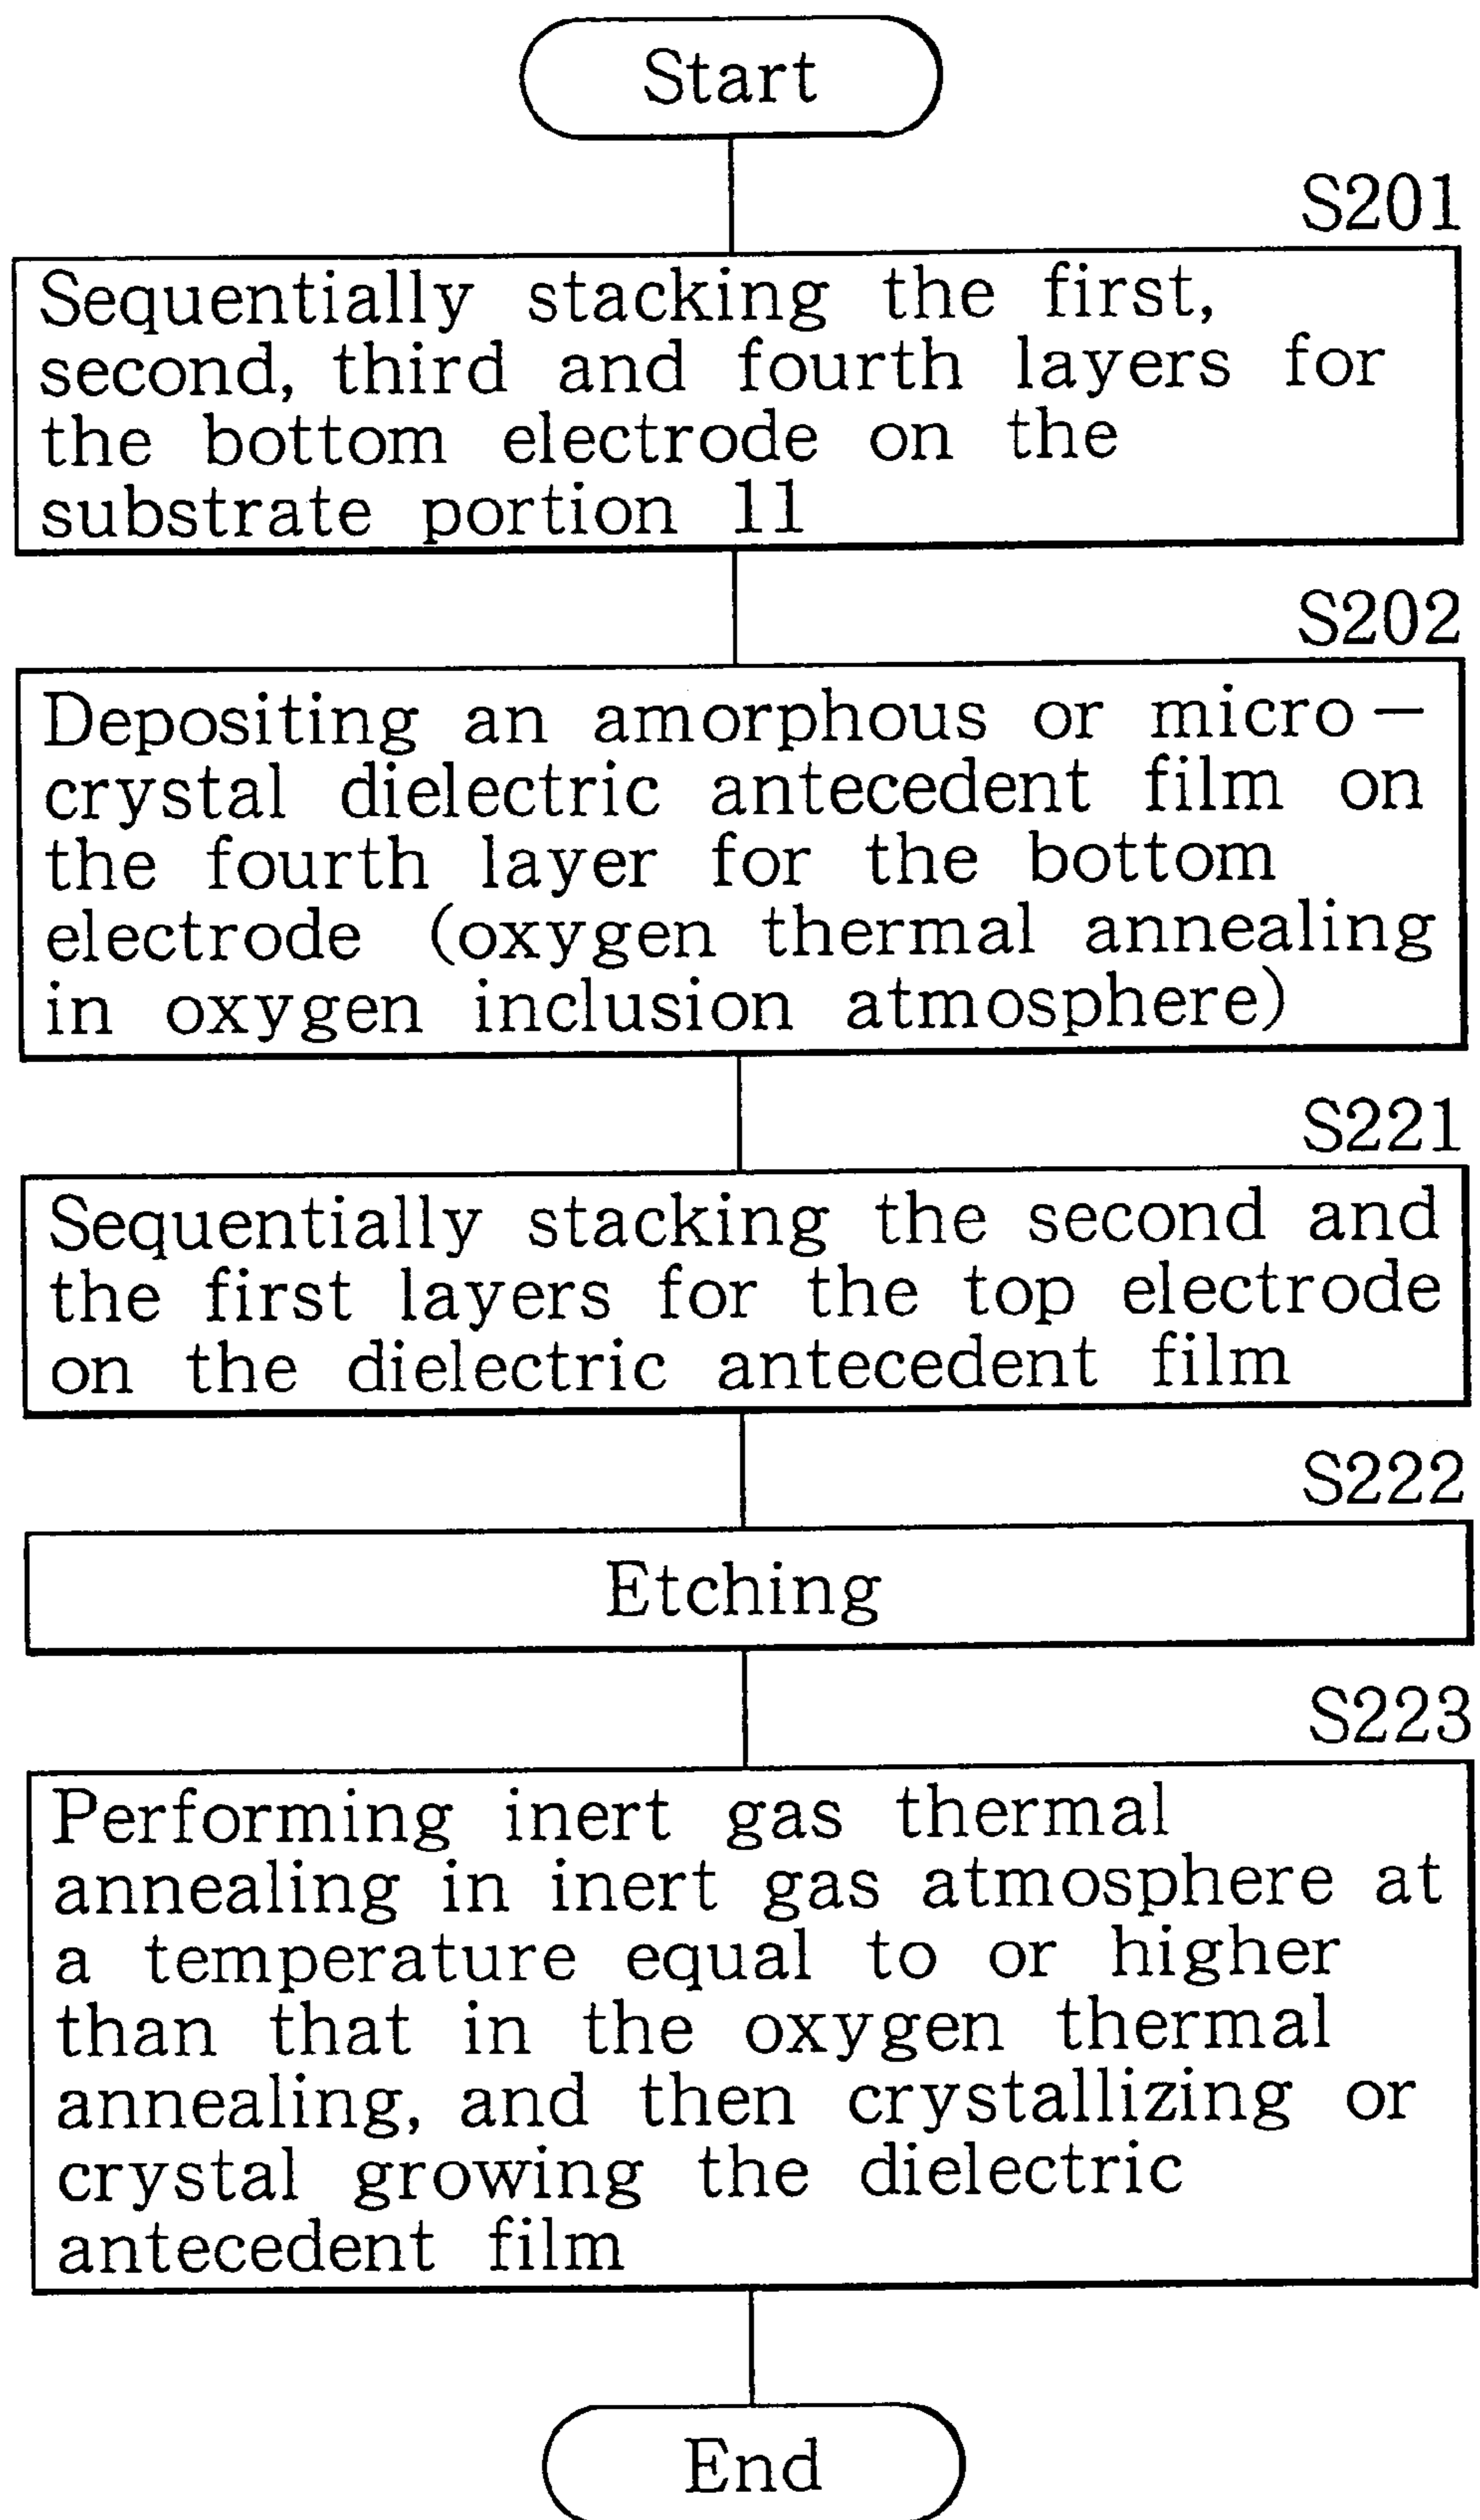 Start
S201
Sequentially stacking the first,
second, third and fourth layers for
the bottom electrode on the
substrate portion 11
S202
Depositing an amorphous or micro-
crystal dielectric antecedent film on
the fourth layer for the bottom
electrode (oxygen thermal annealing
in oxygen inclusion atmosphere)
S221
Sequentially stacking the second and
the first layers for the top electrode
on the dielectric antecedent film
S222
Etching
S223
Performing inert gas thermal
annealing in inert gas atmosphere at
a temperature equal to or higher
than that in the oxygen thermal
annealing, and then crystallizing or
crystal growing the dielectric
antecedent film
End